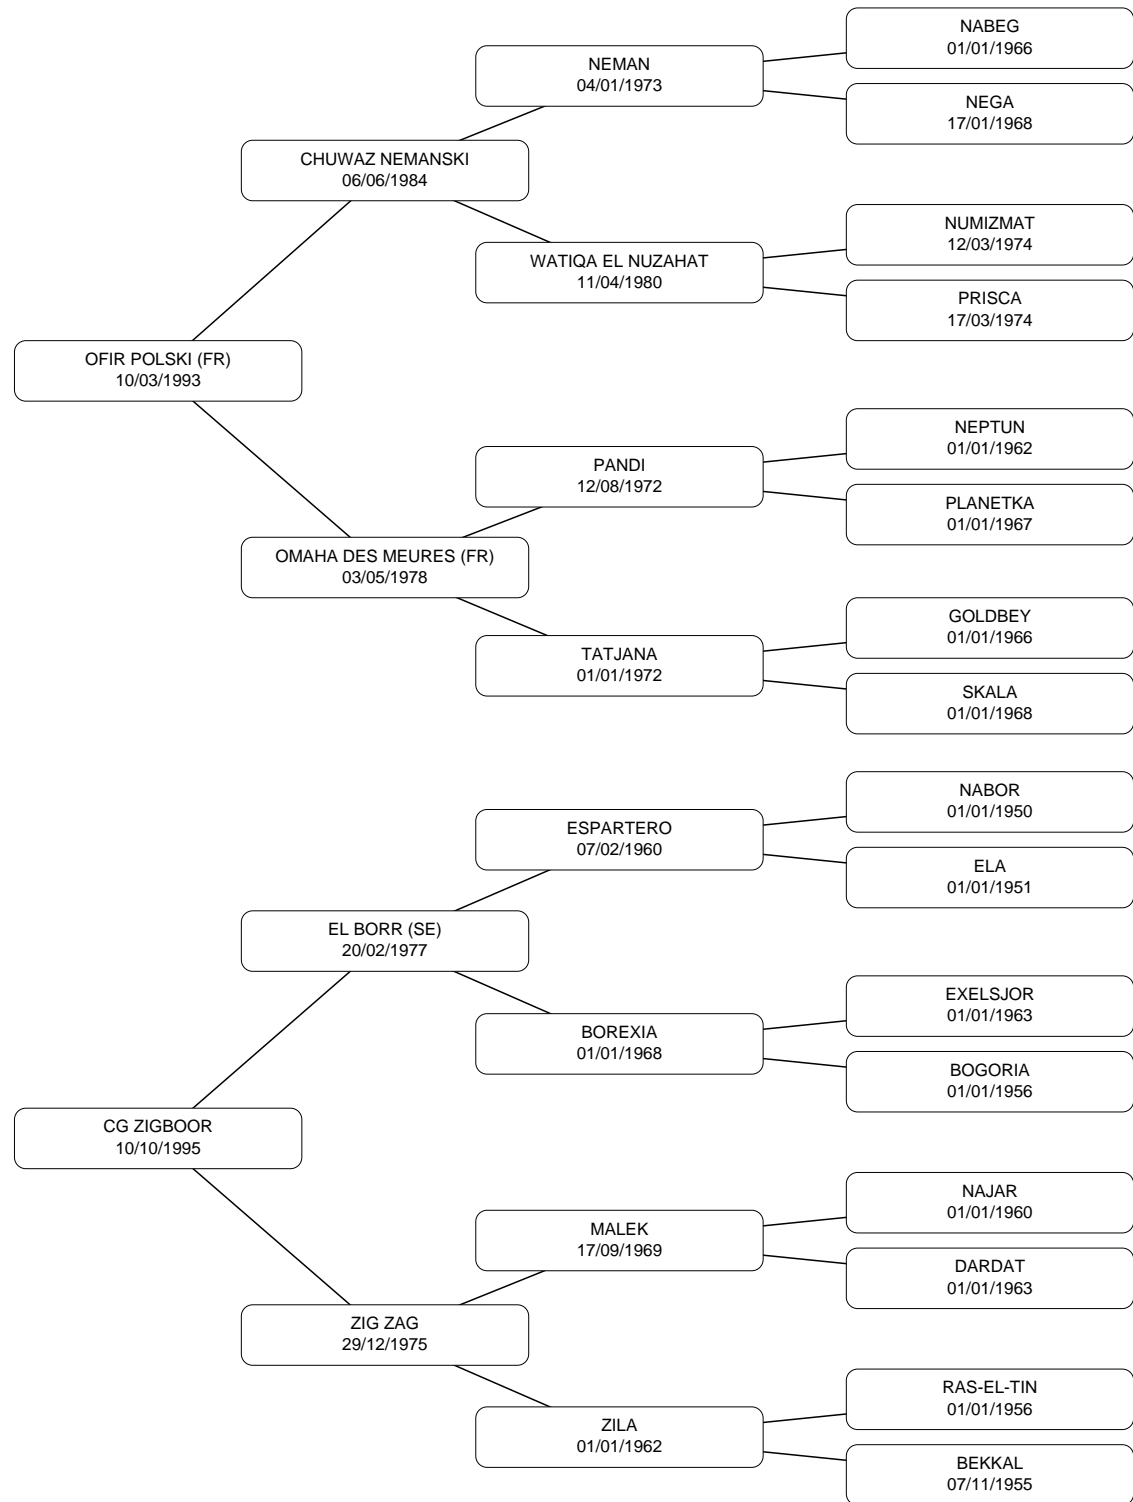 NABEG
01/01/1966
NEMAN
04/01/1973
NEGA
17/01/1968
CHUWAZ NEMANSKI
06/06/1984
NUMIZMAT
12/03/1974
WATIQA EL NUZAHAT
11/04/1980
PRISCA
17/03/1974
OFIR POLSKI (FR)
10/03/1993
NEPTUN
01/01/1962
PANDI
12/08/1972
PLANETKA
01/01/1967
OMAHA DES MEURES (FR)
03/05/1978
GOLDBEY
01/01/1966
TATJANA
01/01/1972
SKALA
01/01/1968
NABOR
01/01/1950
ESPARTERO
07/02/1960
ELA
01/01/1951
EL BORR (SE)
20/02/1977
EXELSJOR
01/01/1963
BOREXIA
01/01/1968
BOGORIA
01/01/1956
CG ZIGBOOR
10/10/1995
NAJAR
01/01/1960
MALEK
17/09/1969
DARDAT
01/01/1963
ZIG ZAG
29/12/1975
RAS-EL-TIN
01/01/1956
ZILA
01/01/1962
BEKKAL
07/11/1955